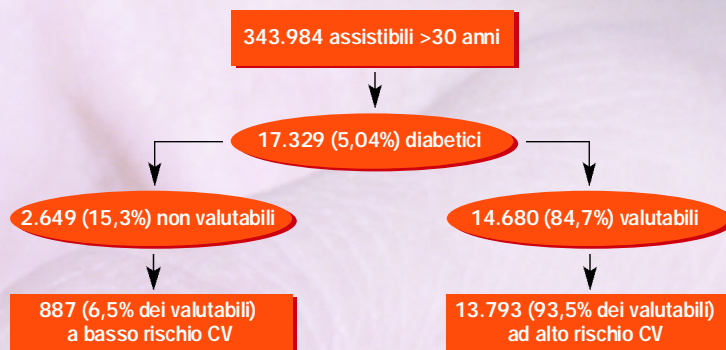 343.984 assistibili >30 anni
17.329 (5,04%) diabetici
2.649 (15,3%) non valutabili
14.680 (84,7%) valutabili
887 (6,5% dei valutabili)
a basso rischio CV
13.793 (93,5% dei valutabili)
ad alto rischio CV